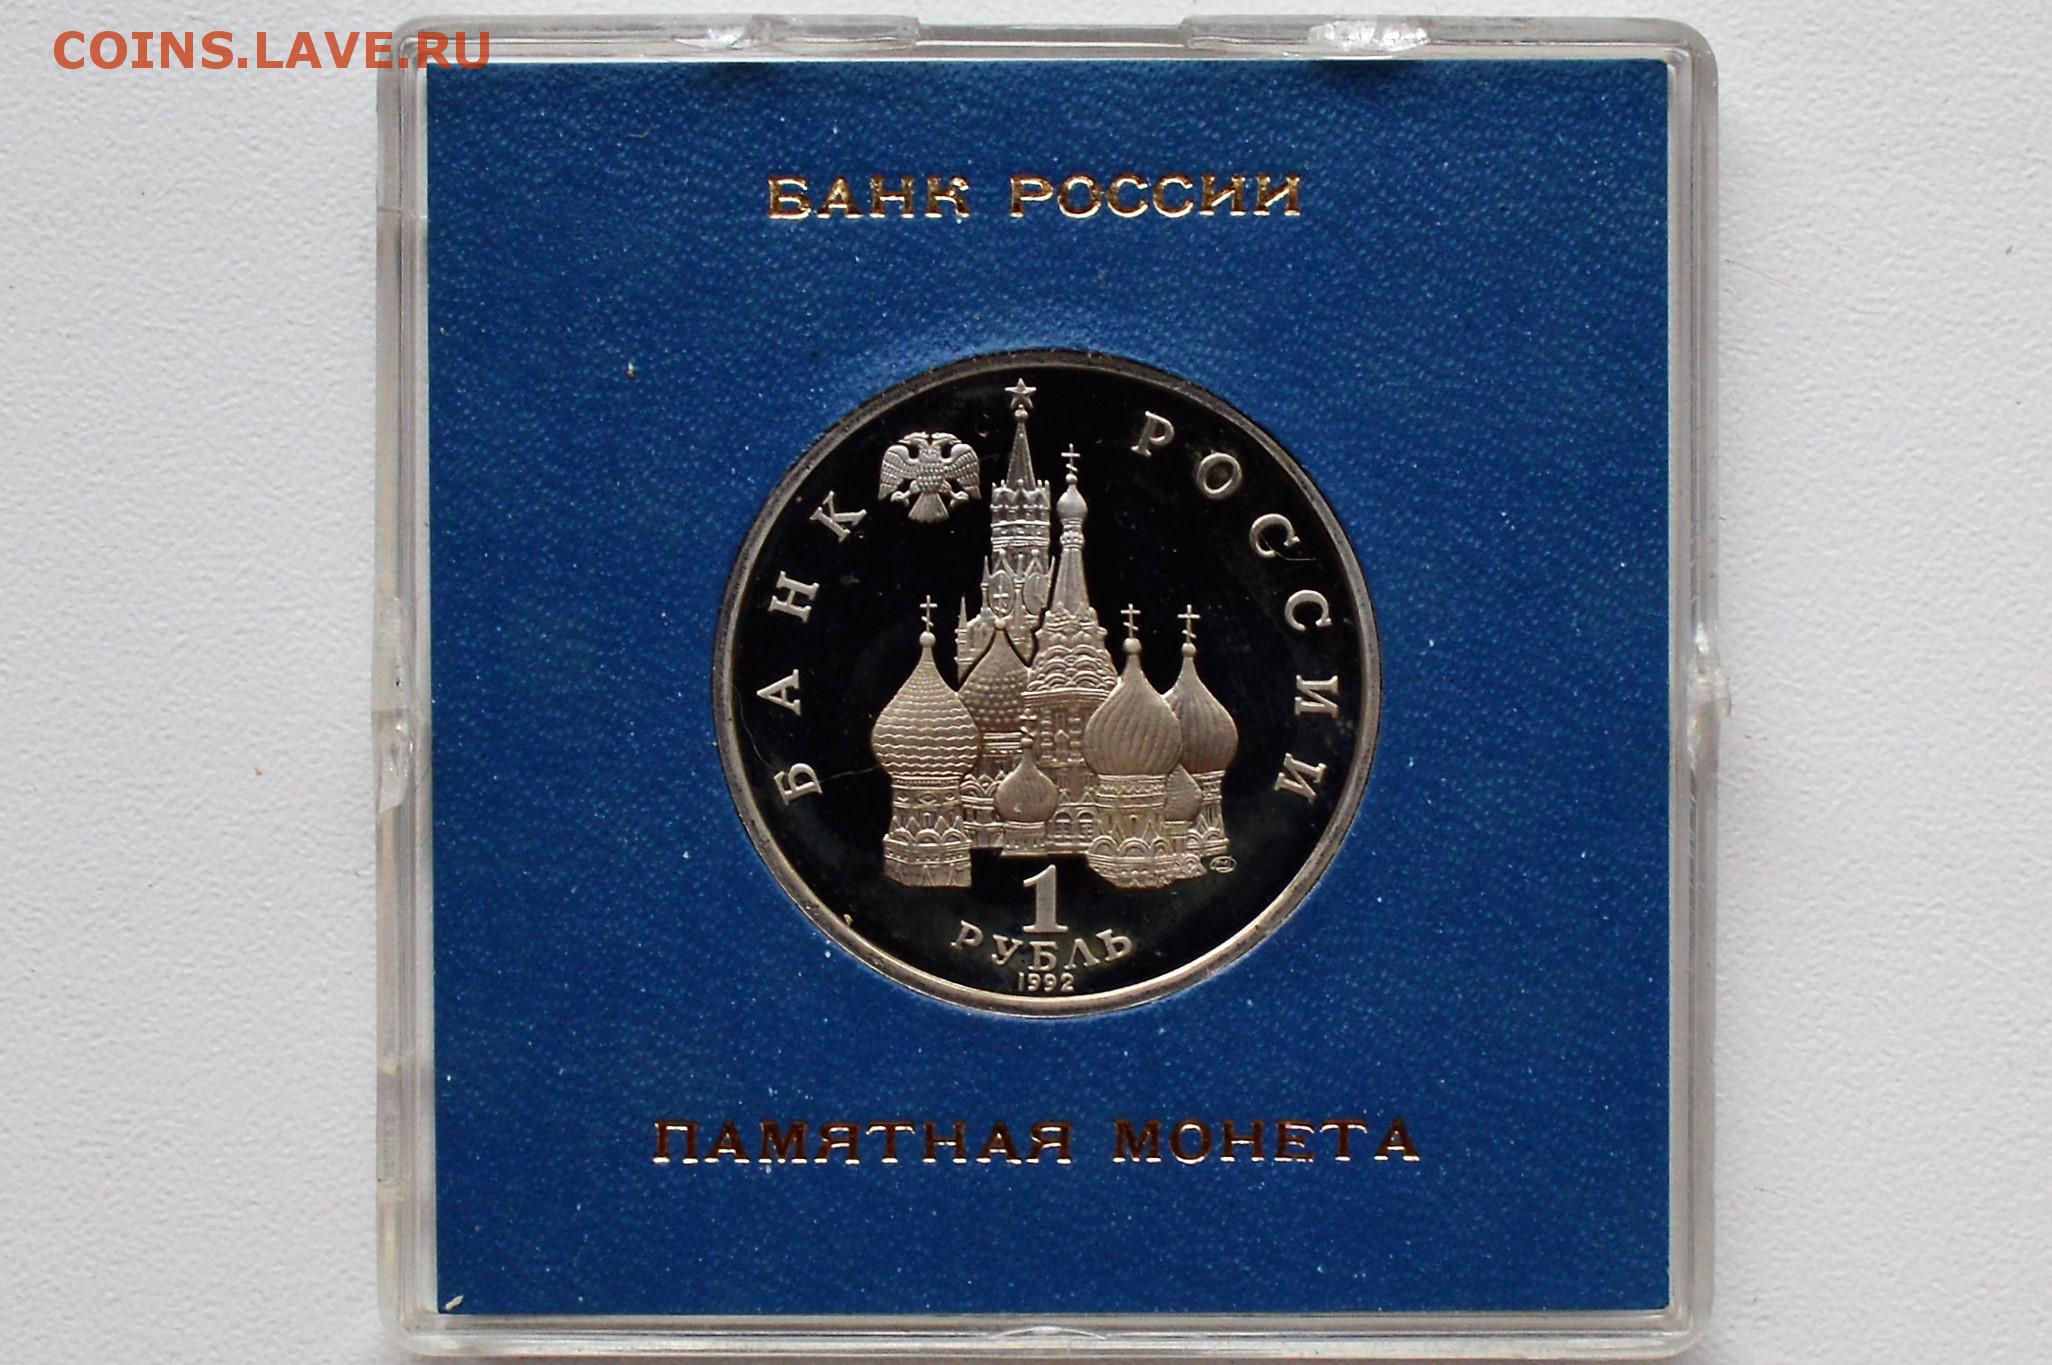 COINS.LAVE.RU
БАНК РОССИИ
БАНК РОССИИ
1
РУБЛЬ
1992
ПАМЯТНАЯ МОНЕТА